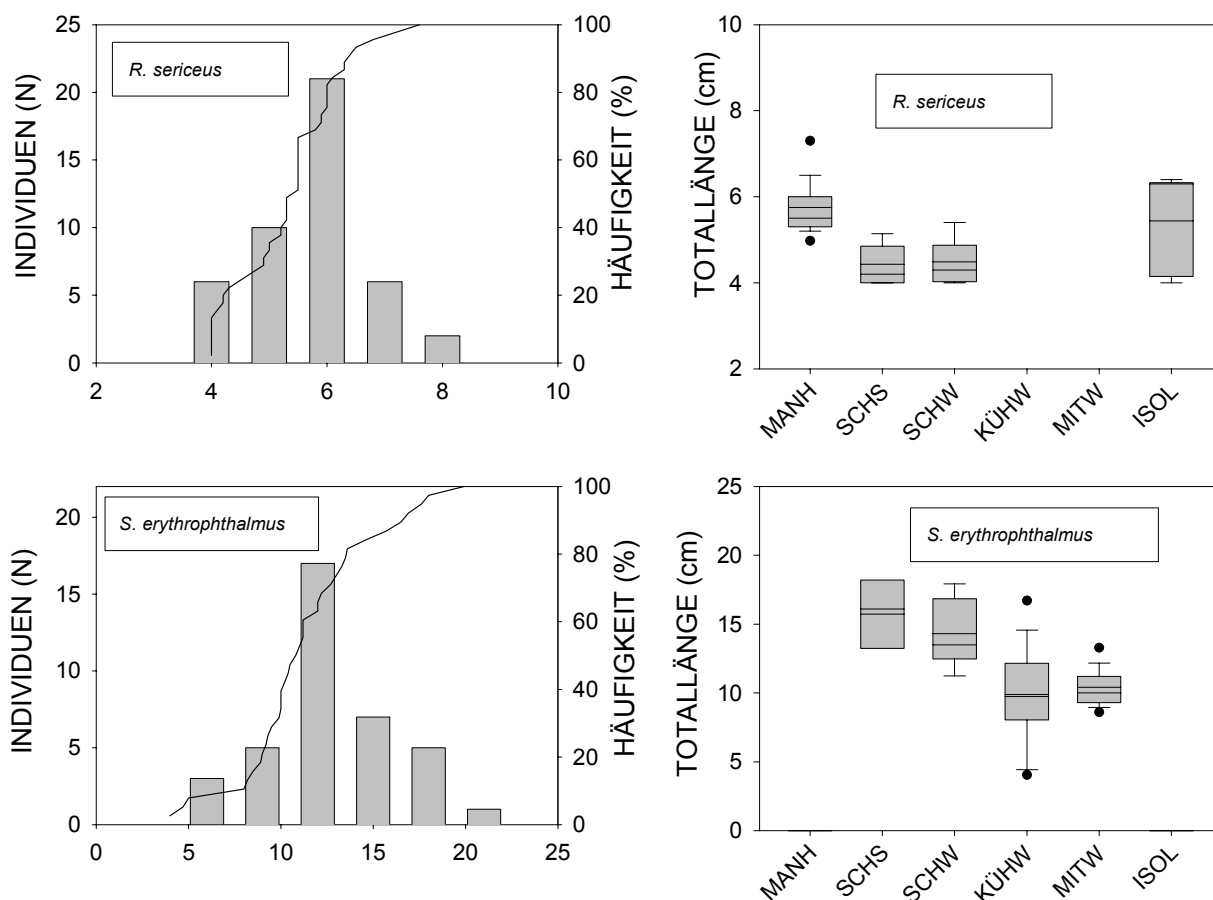 R. sericeus
INDIVIDUEN (N)
25
20
15
10
5
0
HÄUFIGKEIT (%)
100
80
60
40
20
0
2 4 6 8 10
R. sericeus
TOTALLÄNGE (cm)
10
8
6
4
2
MANH SCHS SCHW KÜHW MITW ISOL
S. erythrophthalmus
INDIVIDUEN (N)
20
15
10
5
0
HÄUFIGKEIT (%)
100
80
60
40
20
0
0 5 10 15 20 25
S. erythrophthalmus
TOTALLÄNGE (cm)
25
20
15
10
5
0
MANH SCHS SCHW KÜHW MITW ISOL